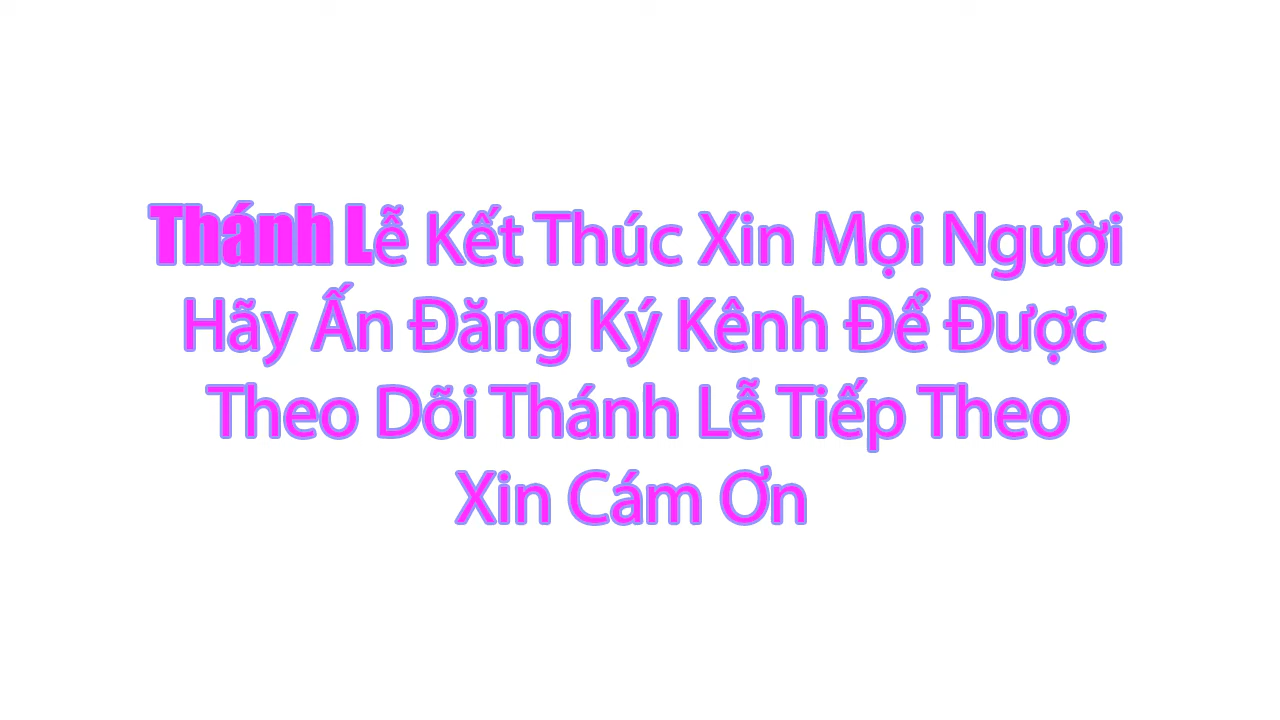 Thánh Lễ Kết Thúc Xin Mọi Người
Hãy Ấn Đăng Ký Kênh Để Được
Theo Dõi Thánh Lễ Tiếp Theo
Xin Cám Ơn